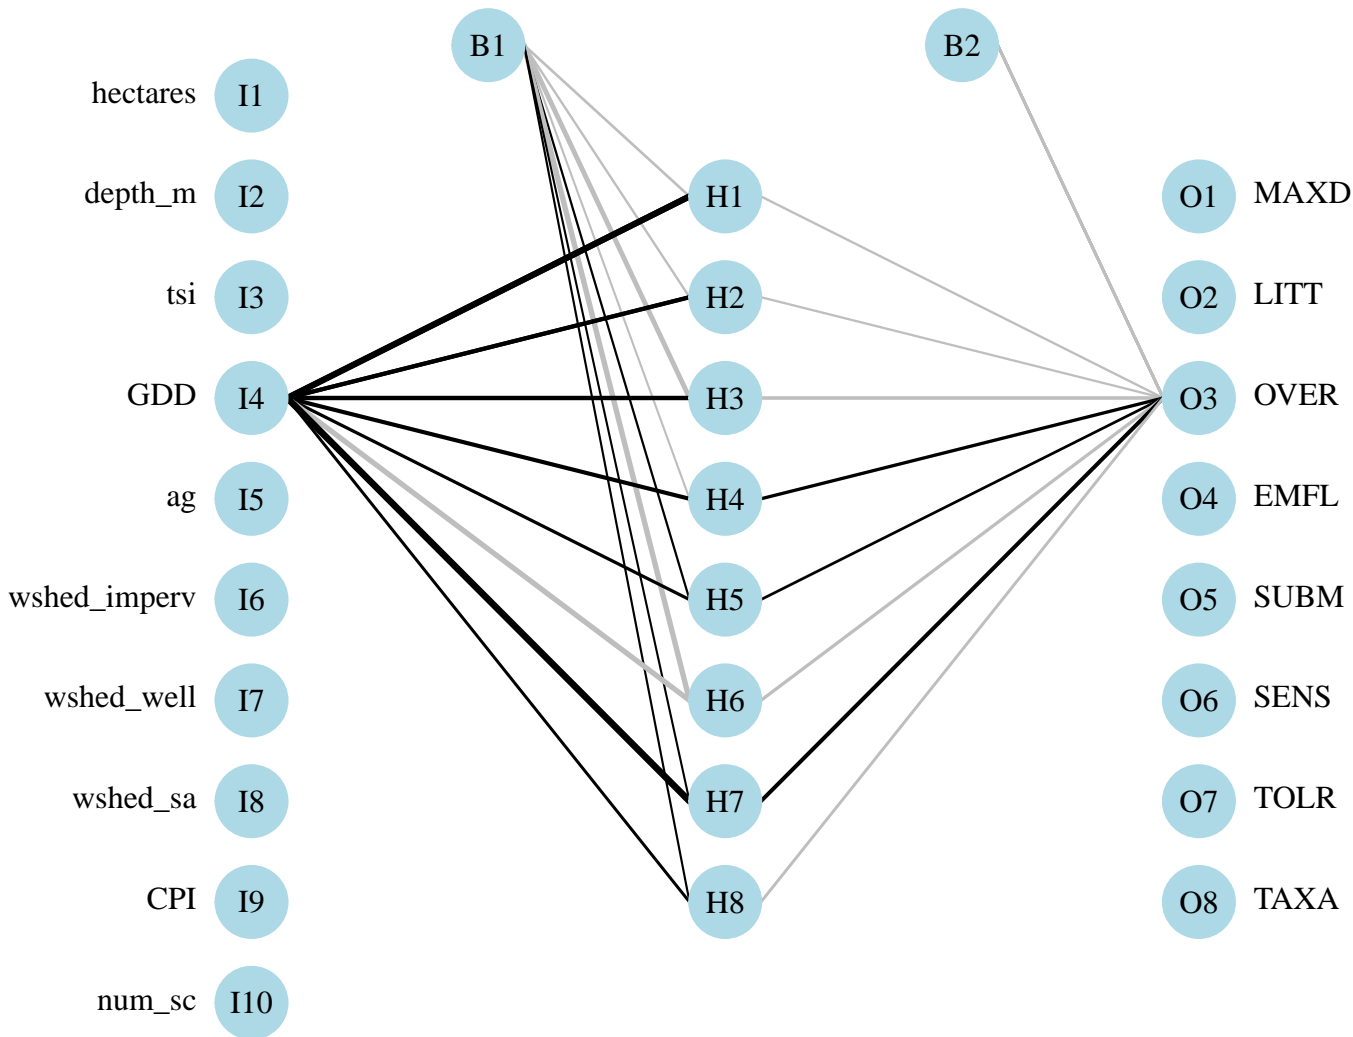 B1 B2
hectares I1
depth_m I2 H1 O1 MAXD
tsi I3 H2 O2 LITT
GDD I4 H3 O3 OVER
ag I5 H4 O4 EMFL
wshed_imperv I6 H5 O5 SUBM
wshed_well I7 H6 O6 SENS
wshed_sa I8 H7 O7 TOLR
CPI I9 H8 O8 TAXA
num_sc I10